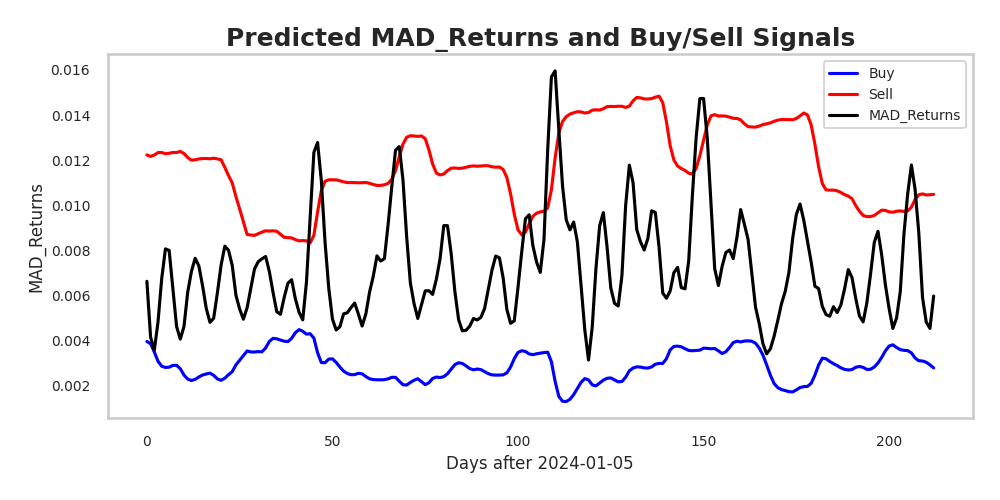 Predicted MAD_Returns and Buy/Sell Signals
Buy
Sell
MAD_Returns
MAD_Returns
0.016
0.014
0.012
0.010
0.008
0.006
0.004
0.002
0 50 100 150 200
Days after 2024-01-05